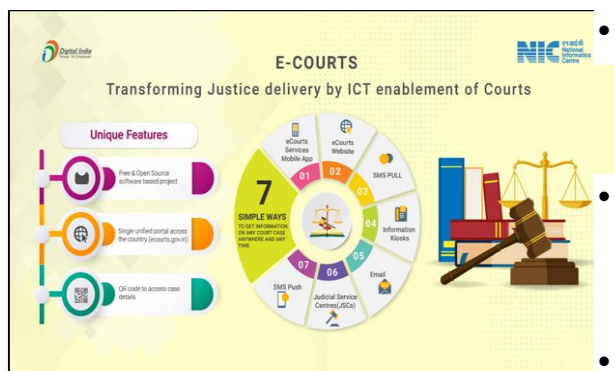 Digital India
Power To Empower
NIC
एन आई सी
National
Informatics
Centre
E-COURTS
Transforming Justice delivery by ICT enablement of Courts
Unique Features
Free & Open Source
software based project
Single unified portal across
the country (ecourts.gov.in)
QR code to access case
details
7
SIMPLE WAYS
TO GET INFORMATION
ON ANY COURT CASE
ANYWHERE AND ANY
TIME
eCourts
Services
Mobile App
01
eCourts
Website
02
SMS PULL
03
Information
Kiosks
04
Email
05
Judicial Service
Centres(JSCs)
06
SMS Push
07